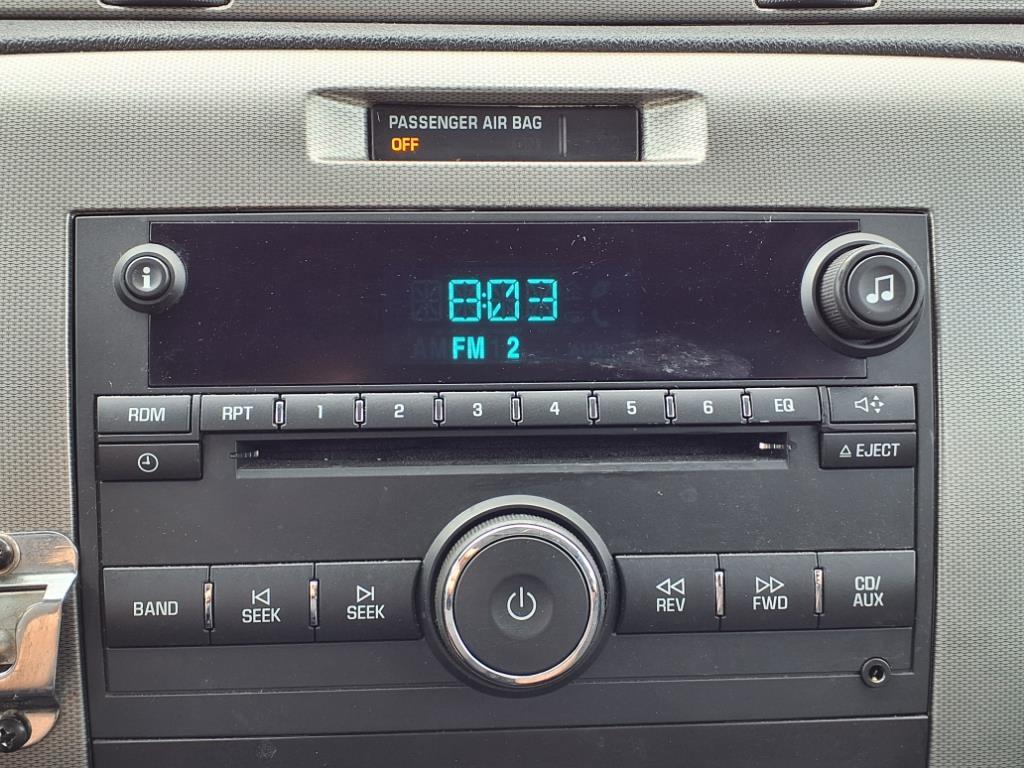 PASSENGER AIR BAG
OFF
i
8:03
FM 2
RDM RPT 1 2 3 4 5 6 EQ
EJECT
BAND SEEK SEEK REV FWD CD/
AUX